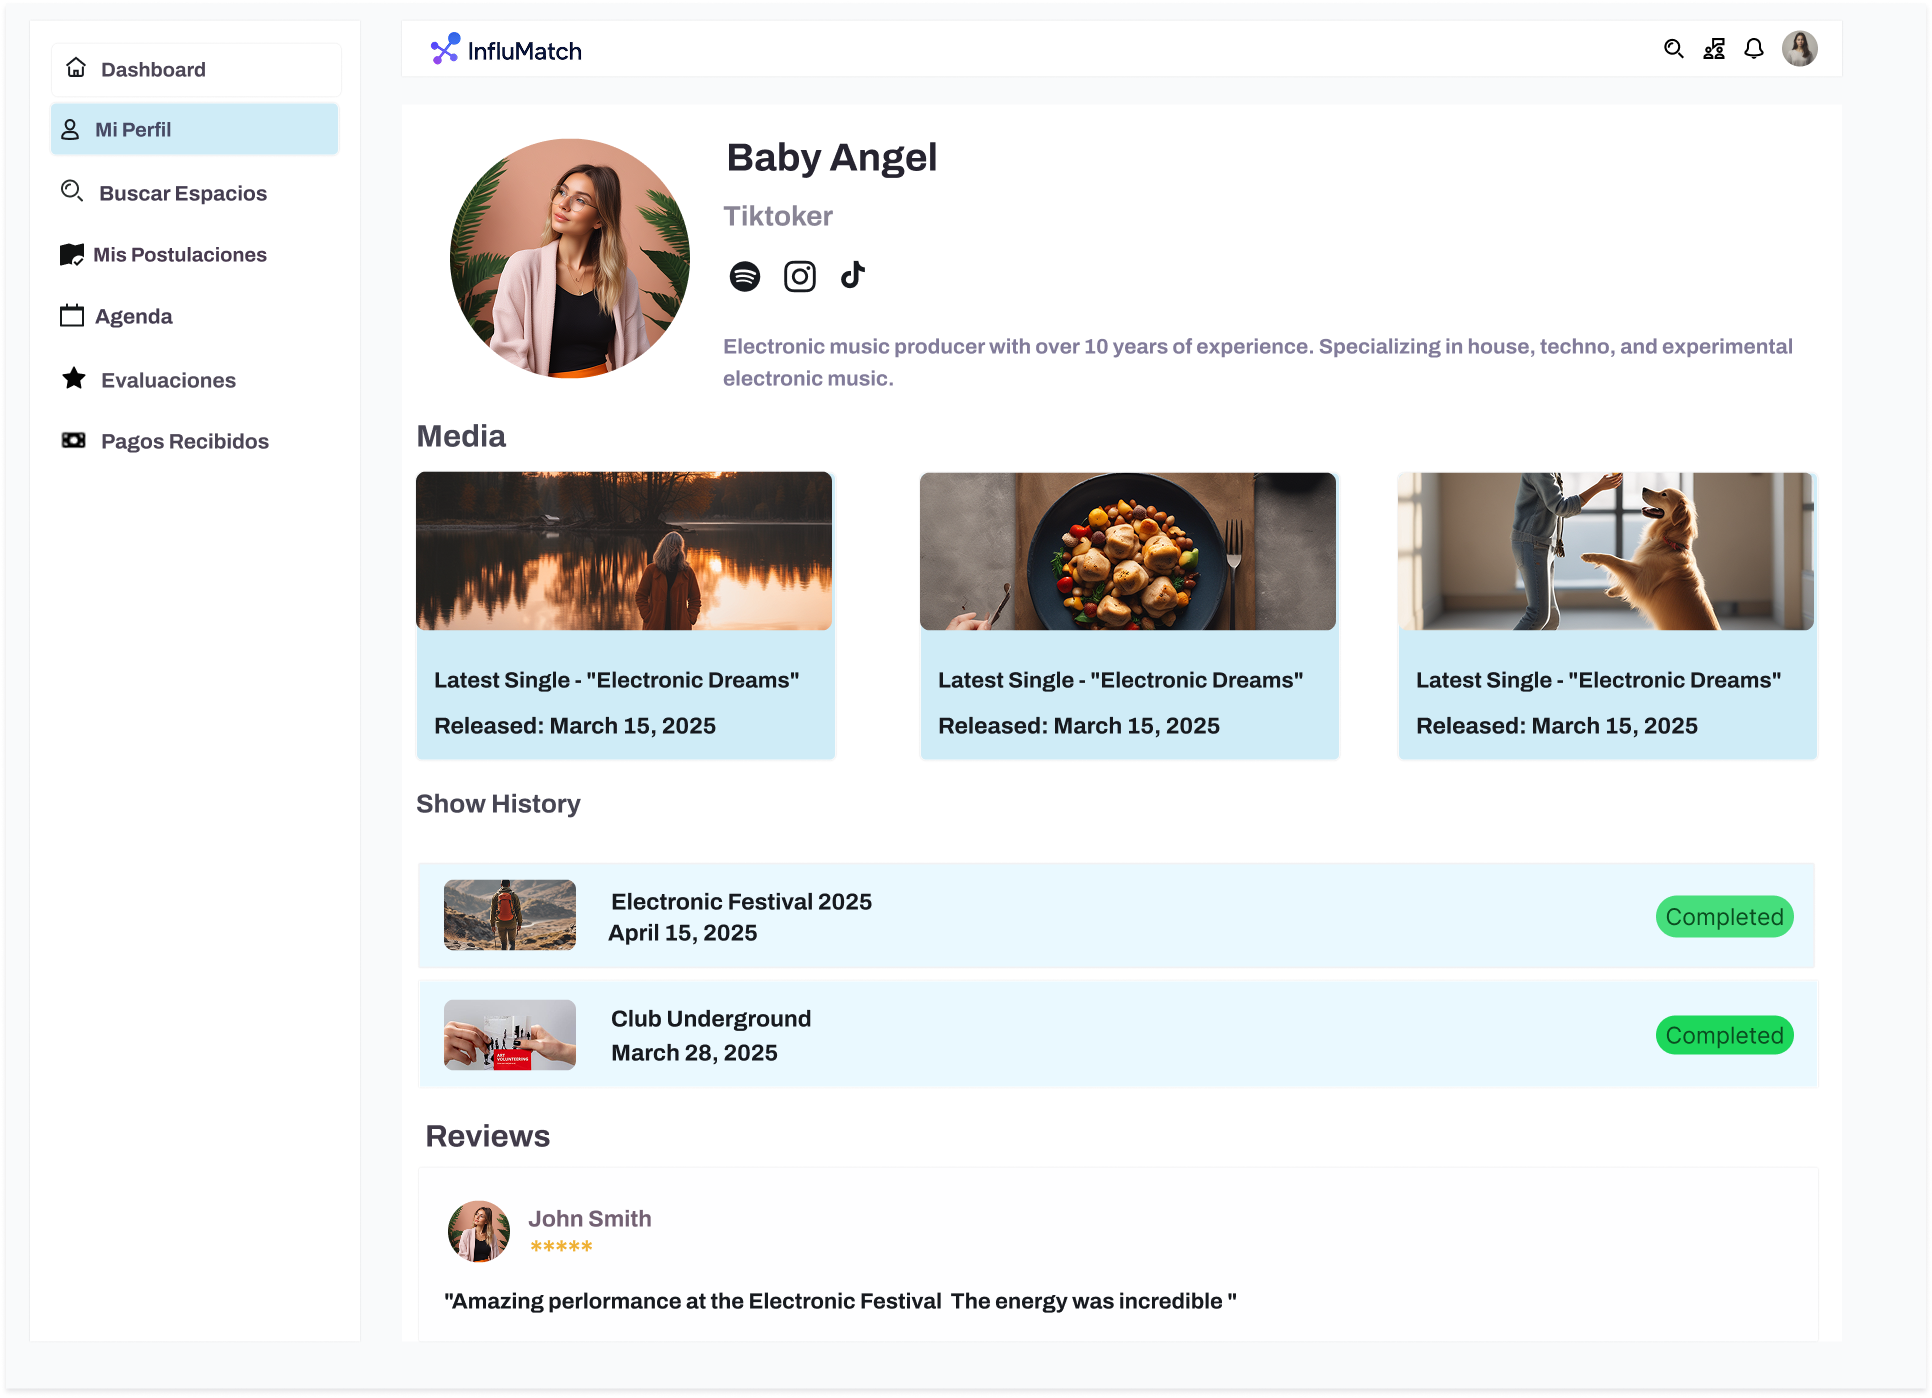 Dashboard
Mi Perfil
Buscar Espacios
Mis Postulaciones
Agenda
Evaluaciones
Pagos Recibidos
InfluMatch
Baby Angel
Tiktoker
Electronic music producer with over 10 years of experience. Specializing in house, techno, and experimental
electronic music.
Media
Latest Single - "Electronic Dreams"
Released: March 15, 2025
Latest Single - "Electronic Dreams"
Released: March 15, 2025
Latest Single - "Electronic Dreams"
Released: March 15, 2025
Show History
Electronic Festival 2025
April 15, 2025
Completed
ART
VOLUNTEERING
Club Underground
March 28, 2025
Completed
Reviews
John Smith
*****
"Amazing perlormance at the Electronic Festival  The energy was incredible "